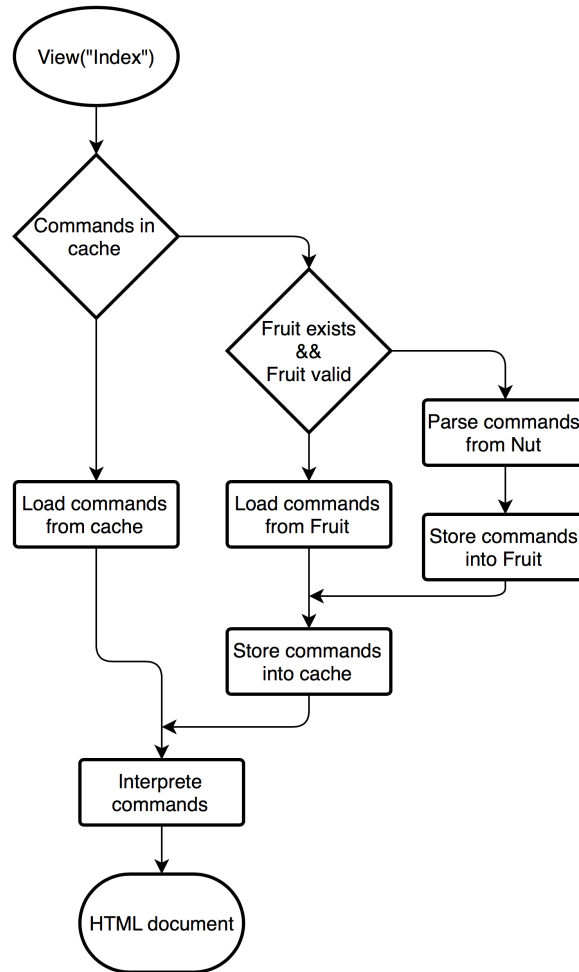 View("Index")
Commands in
cache
Fruit exists
&&
Fruit valid
Parse commands
from Nut
Load commands
from cache
Load commands
from Fruit
Store commands
into Fruit
Store commands
into cache
Interprete
commands
HTML document